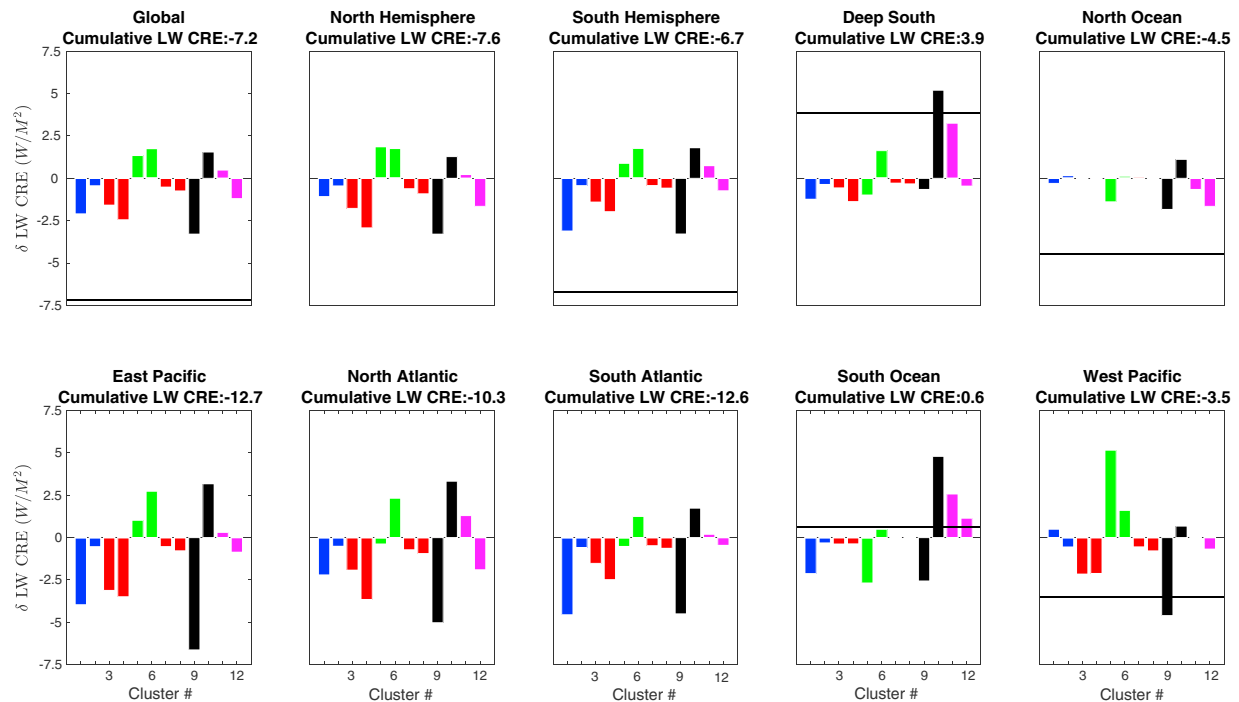 Global
Cumulative LW CRE:-7.2
North Hemisphere
Cumulative LW CRE:-7.6
South Hemisphere
Cumulative LW CRE:-6.7
Deep South
Cumulative LW CRE:3.9
North Ocean
Cumulative LW CRE:-4.5
7.5
5
2.5
0
-2.5
-5
-7.5
δ LW CRE (W/M²)
East Pacific
Cumulative LW CRE:-12.7
North Atlantic
Cumulative LW CRE:-10.3
South Atlantic
Cumulative LW CRE:-12.6
South Ocean
Cumulative LW CRE:0.6
West Pacific
Cumulative LW CRE:-3.5
7.5
5
2.5
0
-2.5
-5
-7.5
δ LW CRE (W/M²)
3 6 9 12
Cluster #
3 6 9 12
Cluster #
3 6 9 12
Cluster #
3 6 9 12
Cluster #
3 6 9 12
Cluster #